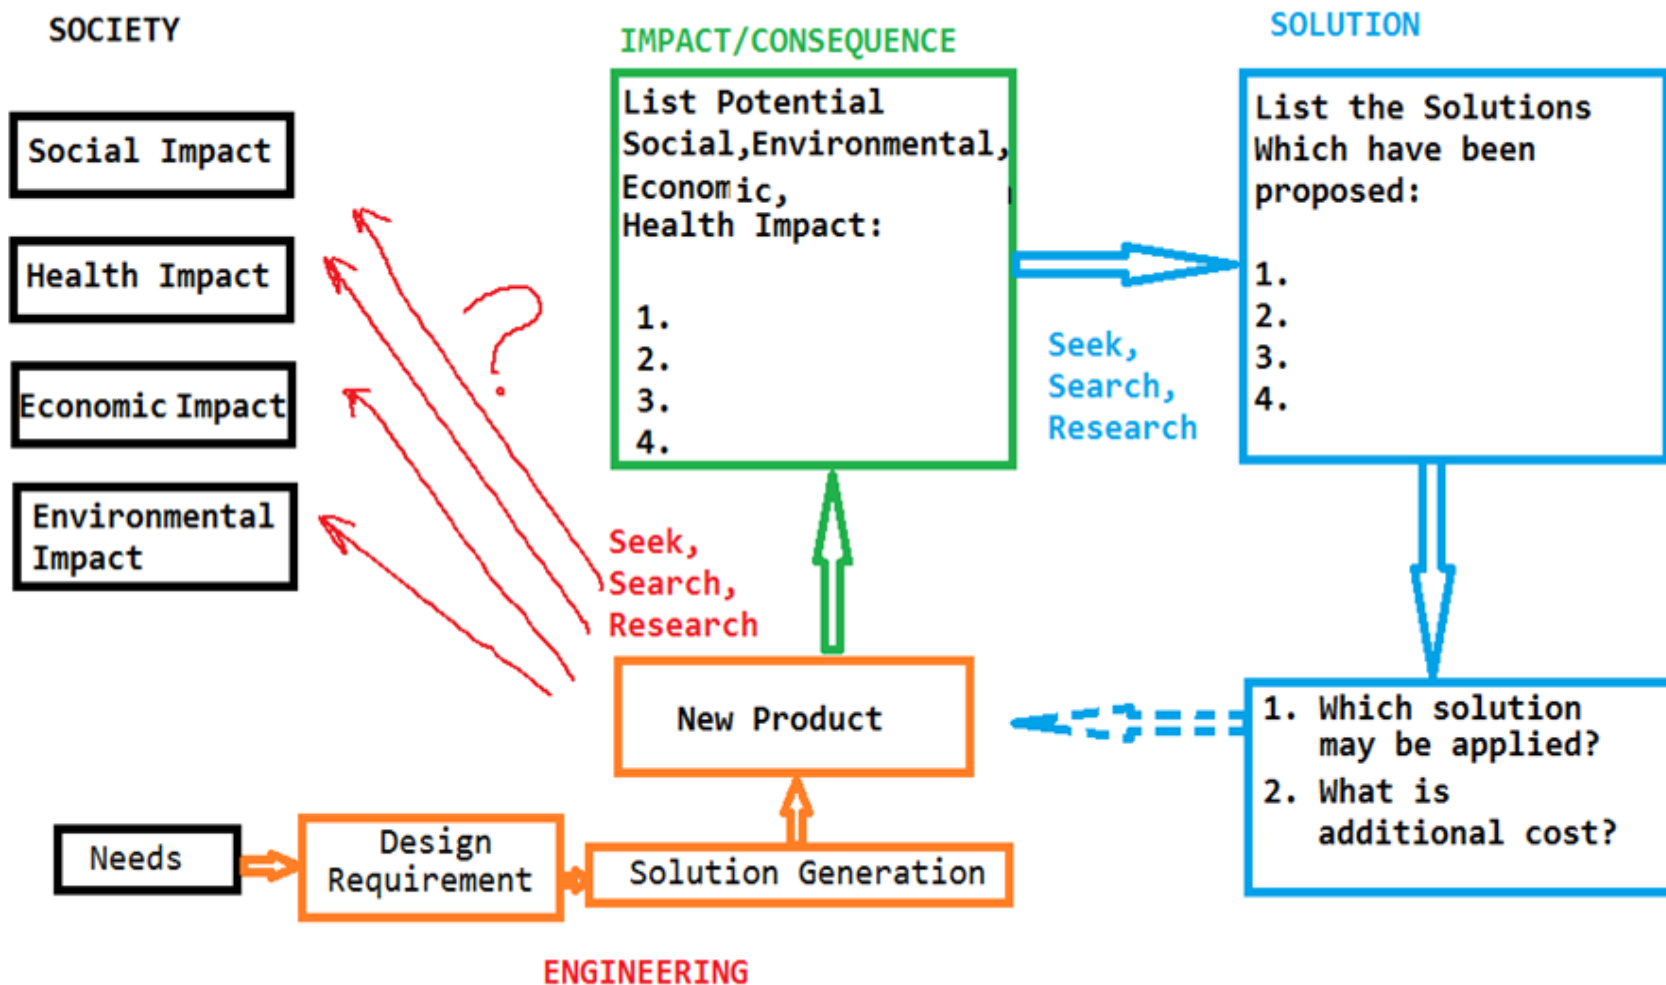 SOCIETY
Social Impact
Health Impact
Economic Impact
Environmental
Impact
IMPACT/CONSEQUENCE
List Potential
Social,Environmental,
Economic,
Health Impact:
1.
2.
3.
4.
SOLUTION
List the Solutions
Which have been
proposed:
1.
2.
3.
4.
Seek,
Search,
Research
?
Seek,
Search,
Research
New Product
1. Which solution
may be applied?
2. What is
additional cost?
Needs
Design
Requirement
Solution Generation
ENGINEERING